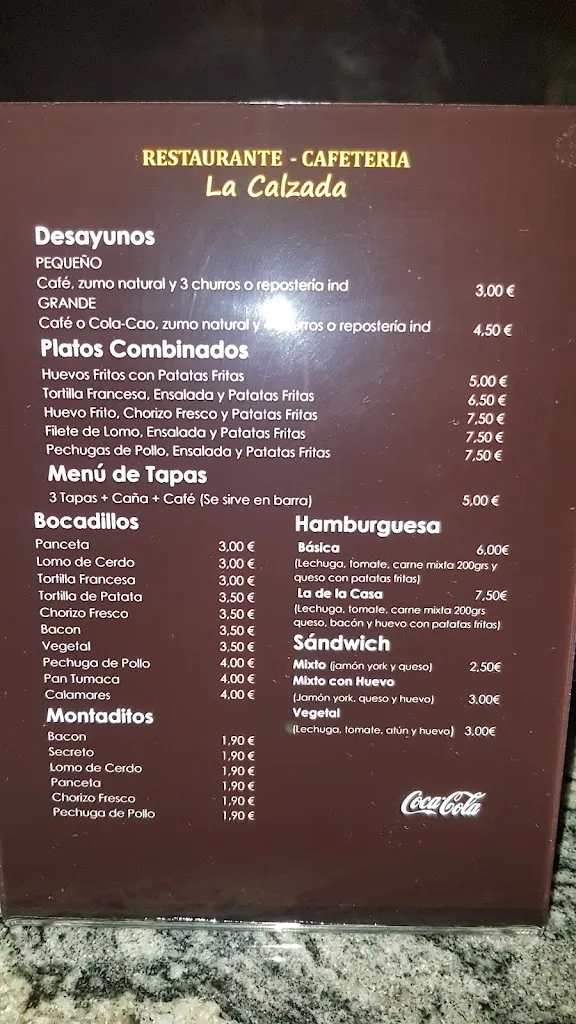 RESTAURANTE - CAFETERIA
La Calzada
Desayunos
PEQUEÑO
Café, zumo natural y 3 churros o repostería ind 3,00 €
GRANDE
Café o Cola-Cao, zumo natural y churros o repostería ind 4,50 €
Platos Combinados
Huevos Fritos con Patatas Fritas 5,00 €
Tortilla Francesa, Ensalada y Patatas Fritas 6,50 €
Huevo Frito, Chorizo Fresco y Patatas Fritas 7,50 €
Filete de Lomo, Ensalada y Patatas Fritas 7,50 €
Pechugas de Pollo, Ensalada y Patatas Fritas 7,50 €
Menú de Tapas
3 Tapas + Caña + Café (Se sirve en barra) 5,00 €
Bocadillos
Panceta 3,00 €
Lomo de Cerdo 3,00 €
Tortilla Francesa 3,00 €
Tortilla de Patata 3,50 €
Chorizo Fresco 3,50 €
Bacon 3,50 €
Vegetal 3,50 €
Pechuga de Pollo 4,00 €
Pan Tumaca 4,00 €
Calamares 4,00 €
Montaditos
Bacon 1,90 €
Secreto 1,90 €
Lomo de Cerdo 1,90 €
Panceta 1,90 €
Chorizo Fresco 1,90 €
Pechuga de Pollo 1,90 €
Hamburguesa
Básica 6,00€
(Lechuga, tomate, carne mixta 200grs y
queso con patatas fritas)
La de la Casa 7,50€
(Lechuga, tomate, carne mixta 200grs
queso, bacón y huevo con patatas fritas)
Sándwich
Mixto (jamón york y queso) 2,50€
Mixto con Huevo
(Jamón york, queso y huevo) 3,00€
Vegetal
(Lechuga, tomate, atún y huevo) 3,00€
Coca-Cola